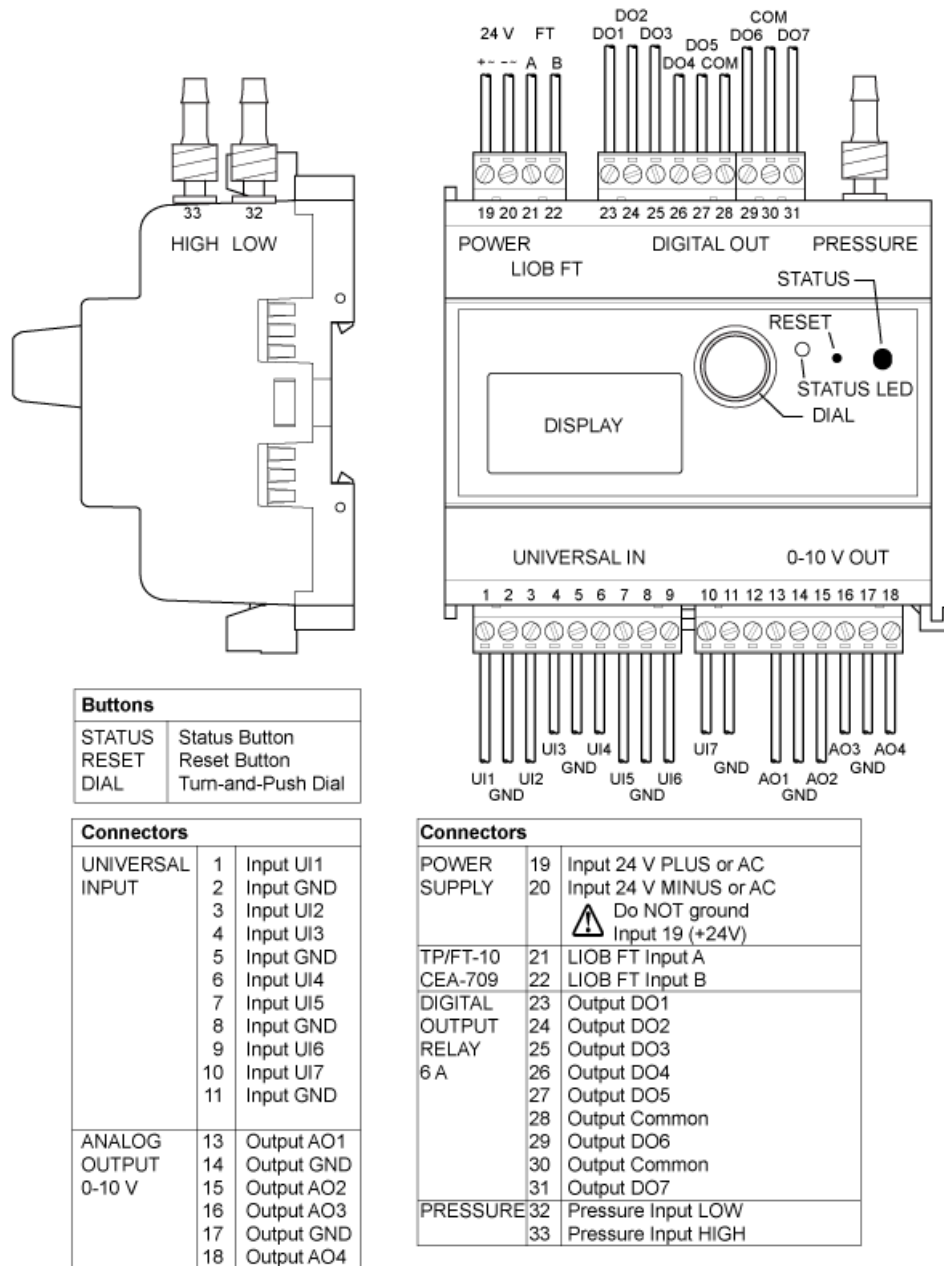 24 V FT
+~ -~ A B
DO2
DO1 DO3
DO5
DO4 COM
COM
DO6 DO7
33 32
HIGH LOW
19 20 21 22 23 24 25 26 27 28 29 30 31
POWER DIGITAL OUT PRESSURE
LIOB FT
STATUS
RESET
STATUS LED
DIAL
DISPLAY
UNIVERSAL IN 0-10 V OUT
1 2 3 4 5 6 7 8 9 10 11 12 13 14 15 16 17 18
UI3 UI4 UI7 AO3 AO4
GND GND GND
UI1 UI2 UI5 UI6 AO1 AO2
GND GND GND
Buttons
STATUS Status Button
RESET Reset Button
DIAL Turn-and-Push Dial
Connectors
UNIVERSAL 1 Input UI1
INPUT 2 Input GND
3 Input UI2
4 Input UI3
5 Input GND
6 Input UI4
7 Input UI5
8 Input GND
9 Input UI6
10 Input UI7
11 Input GND
ANALOG 13 Output AO1
OUTPUT 14 Output GND
0-10 V 15 Output AO2
16 Output AO3
17 Output GND
18 Output AO4
Connectors
POWER 19 Input 24 V PLUS or AC
SUPPLY 20 Input 24 V MINUS or AC
Do NOT ground
Input 19 (+24V)
TP/FT-10 21 LIOB FT Input A
CEA-709 22 LIOB FT Input B
DIGITAL 23 Output DO1
OUTPUT 24 Output DO2
RELAY 25 Output DO3
6 A 26 Output DO4
27 Output DO5
28 Output Common
29 Output DO6
30 Output Common
31 Output DO7
PRESSURE 32 Pressure Input LOW
33 Pressure Input HIGH